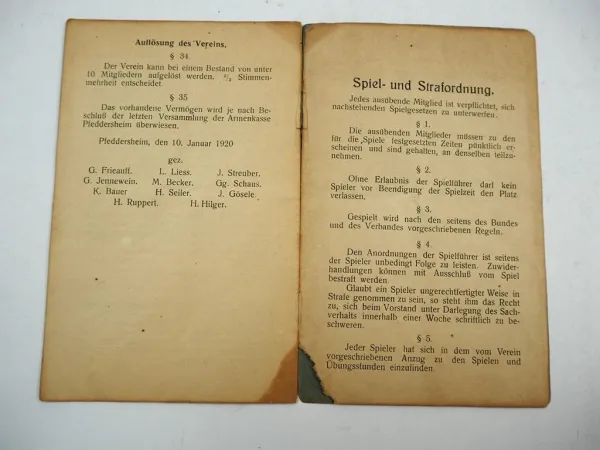 Auflösung des Vereins.
§ 34.
Der Verein kann bei einem Bestand von unter
10 Mitgliedern aufgelöst werden. ²/₃ Stimmen-
mehrheit entscheidet.
§ 35
Das vorhandene Vermögen wird je nach Be-
schluß der letzten Versammlung der Armenkasse
Pfeddersheim überwiesen.
Pfeddersheim, den 10. Januar 1920
gez.
G. Frieauff. L. Liess. J. Streuber.
G. Jennewein. M. Becker. Gg. Schaus.
K. Bauer H. Seiler. J. Gösele.
H. Ruppert. H. Hilger.
Spiel- und Strafordnung.
Jedes ausübende Mitglied ist verpflichtet, sich
nachstehenden Spielgesetzen zu unterwerfen.
§ 1.
Die ausübenden Mitglieder müssen zu den
für die Spiele festgesetzten Zeiten pünktlich er-
scheinen und sind gehalten, an denselben teilzu-
nehmen.
§ 2.
Ohne Erlaubnis der Spielführer darf kein
Spieler vor Beendigung der Spielzeit den Platz
verlassen.
§ 3.
Gespielt wird nach den seitens des Bundes
und des Verbandes vorgeschriebenen Regeln.
§ 4.
Den Anordnungen der Spielführer ist seitens
der Spieler unbedingt Folge zu leisten. Zuwider-
handlungen können mit Ausschluß vom Spiel
bestraft werden.
Glaubt ein Spieler ungerechtfertigter Weise in
Strafe genommen zu sein, so steht ihm das Recht
zu, sich beim Vorstand unter Darlegung des Sach-
verhalts innerhalb einer Woche schriftlich zu be-
schweren.
§ 5.
Jeder Spieler hat sich in dem vom Verein
vorgeschriebenen Anzug zu den Spielen und
Übungsstunden einzufinden.